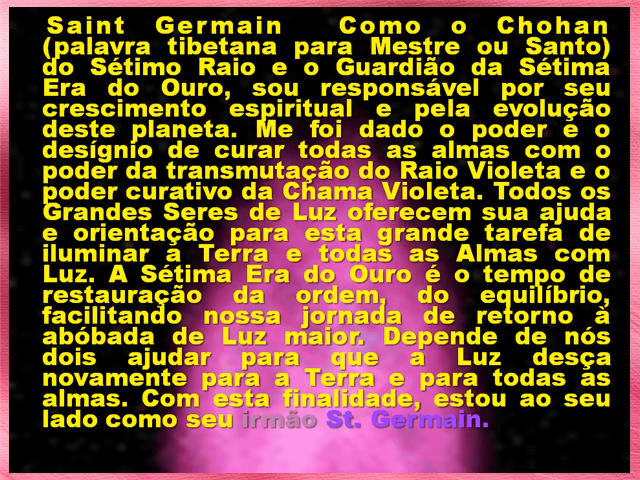 Saint Germain Como o Chohan
(palavra tibetana para Mestre ou Santo)
do Sétimo Raio e o Guardião da Sétima
Era do Ouro, sou responsável por seu
crescimento espiritual e pela evolução
deste planeta. Me foi dado o poder e o
desígnio de curar todas as almas com o
poder da transmutação do Raio Violeta e o
poder curativo da Chama Violeta. Todos os
Grandes Seres de Luz oferecem sua ajuda
e orientação para esta grande tarefa de
iluminar a Terra e todas as Almas com
Luz. A Sétima Era do Ouro é o tempo de
restauração da ordem, do equilíbrio,
facilitando nossa jornada de retorno à
abóbada de Luz maior. Depende de nós
dois ajudar para que a Luz desça
novamente para a Terra e para todas as
almas. Com esta finalidade, estou ao seu
lado como seu irmão St. Germain.